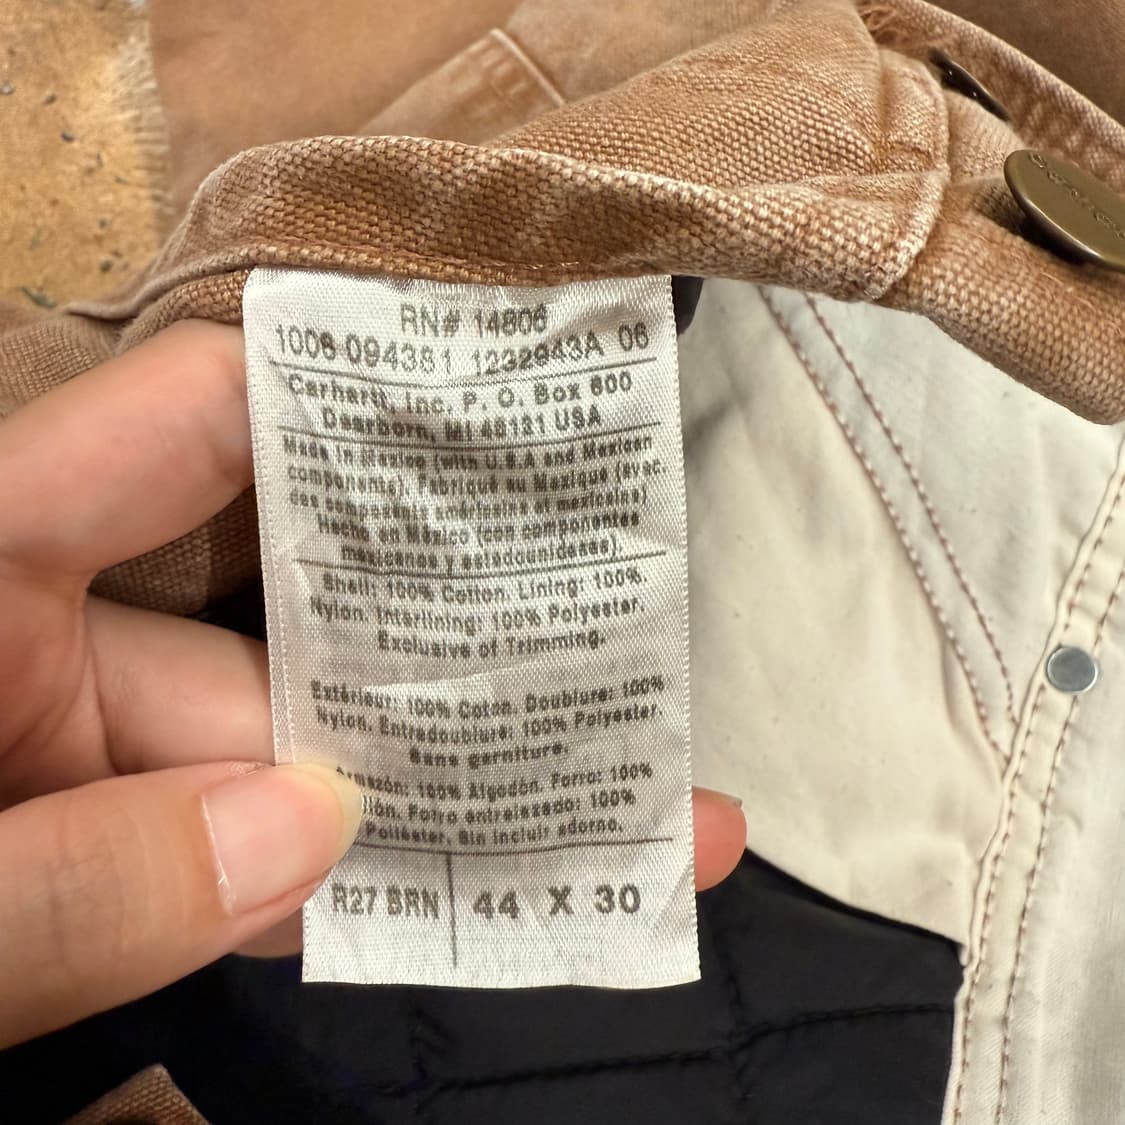 RN# 14806
1006 094381 1232943A 06
Carhartt, Inc. P. O. Box 600
Dearborn, MI 48121 USA
Made in Mexico (with U.S.A and Mexican
components). Fabriqué au Mexique (avec.
des composants américains et mexicains)
Hecho en México (con componentes
mexicanos y estadounidenses).
Shell: 100% Cotton. Lining: 100%.
Nylon. Interlining: 100% Polyester.
Exclusive of Trimming.
Extérieur: 100% Coton. Doublure: 100%
Nylon. Entredoublure: 100% Polyester.
Sans garniture.
Armazón: 100% Algodón. Forro: 100%
Forro entrelazado: 100%
Poliéster. Sin incluir adorno.
R27 BRN 44 X 30